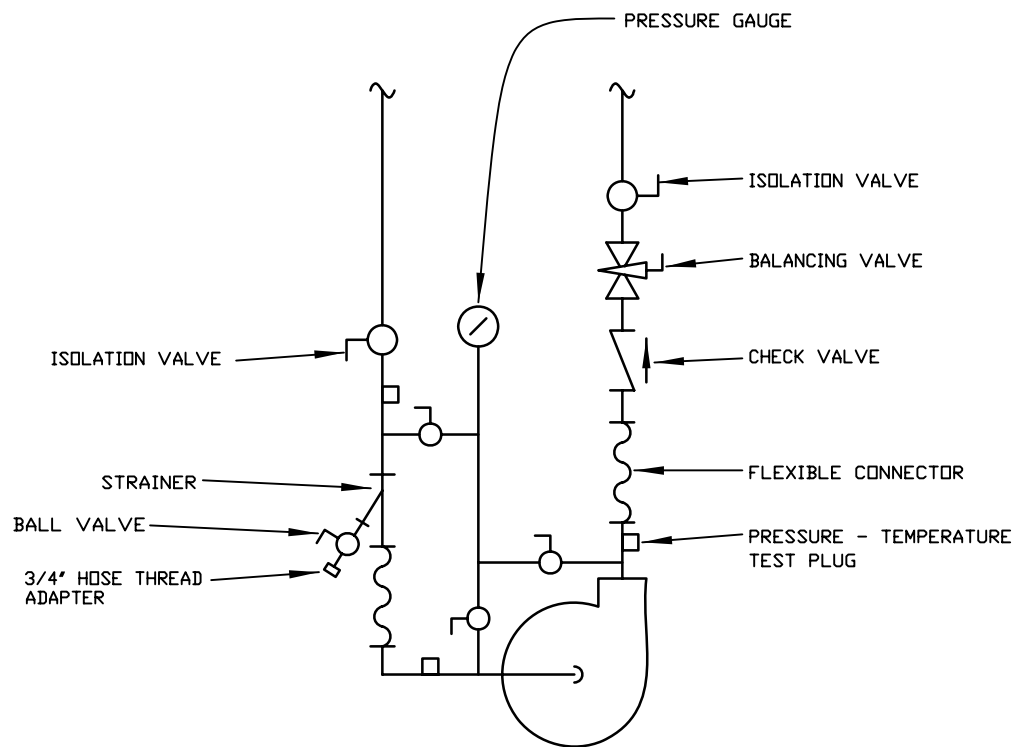 PRESSURE GAUGE
ISOLATION VALVE
BALANCING VALVE
ISOLATION VALVE
CHECK VALVE
STRAINER
FLEXIBLE CONNECTOR
BALL VALVE
PRESSURE - TEMPERATURE
TEST PLUG
3/4" HOSE THREAD
ADAPTER